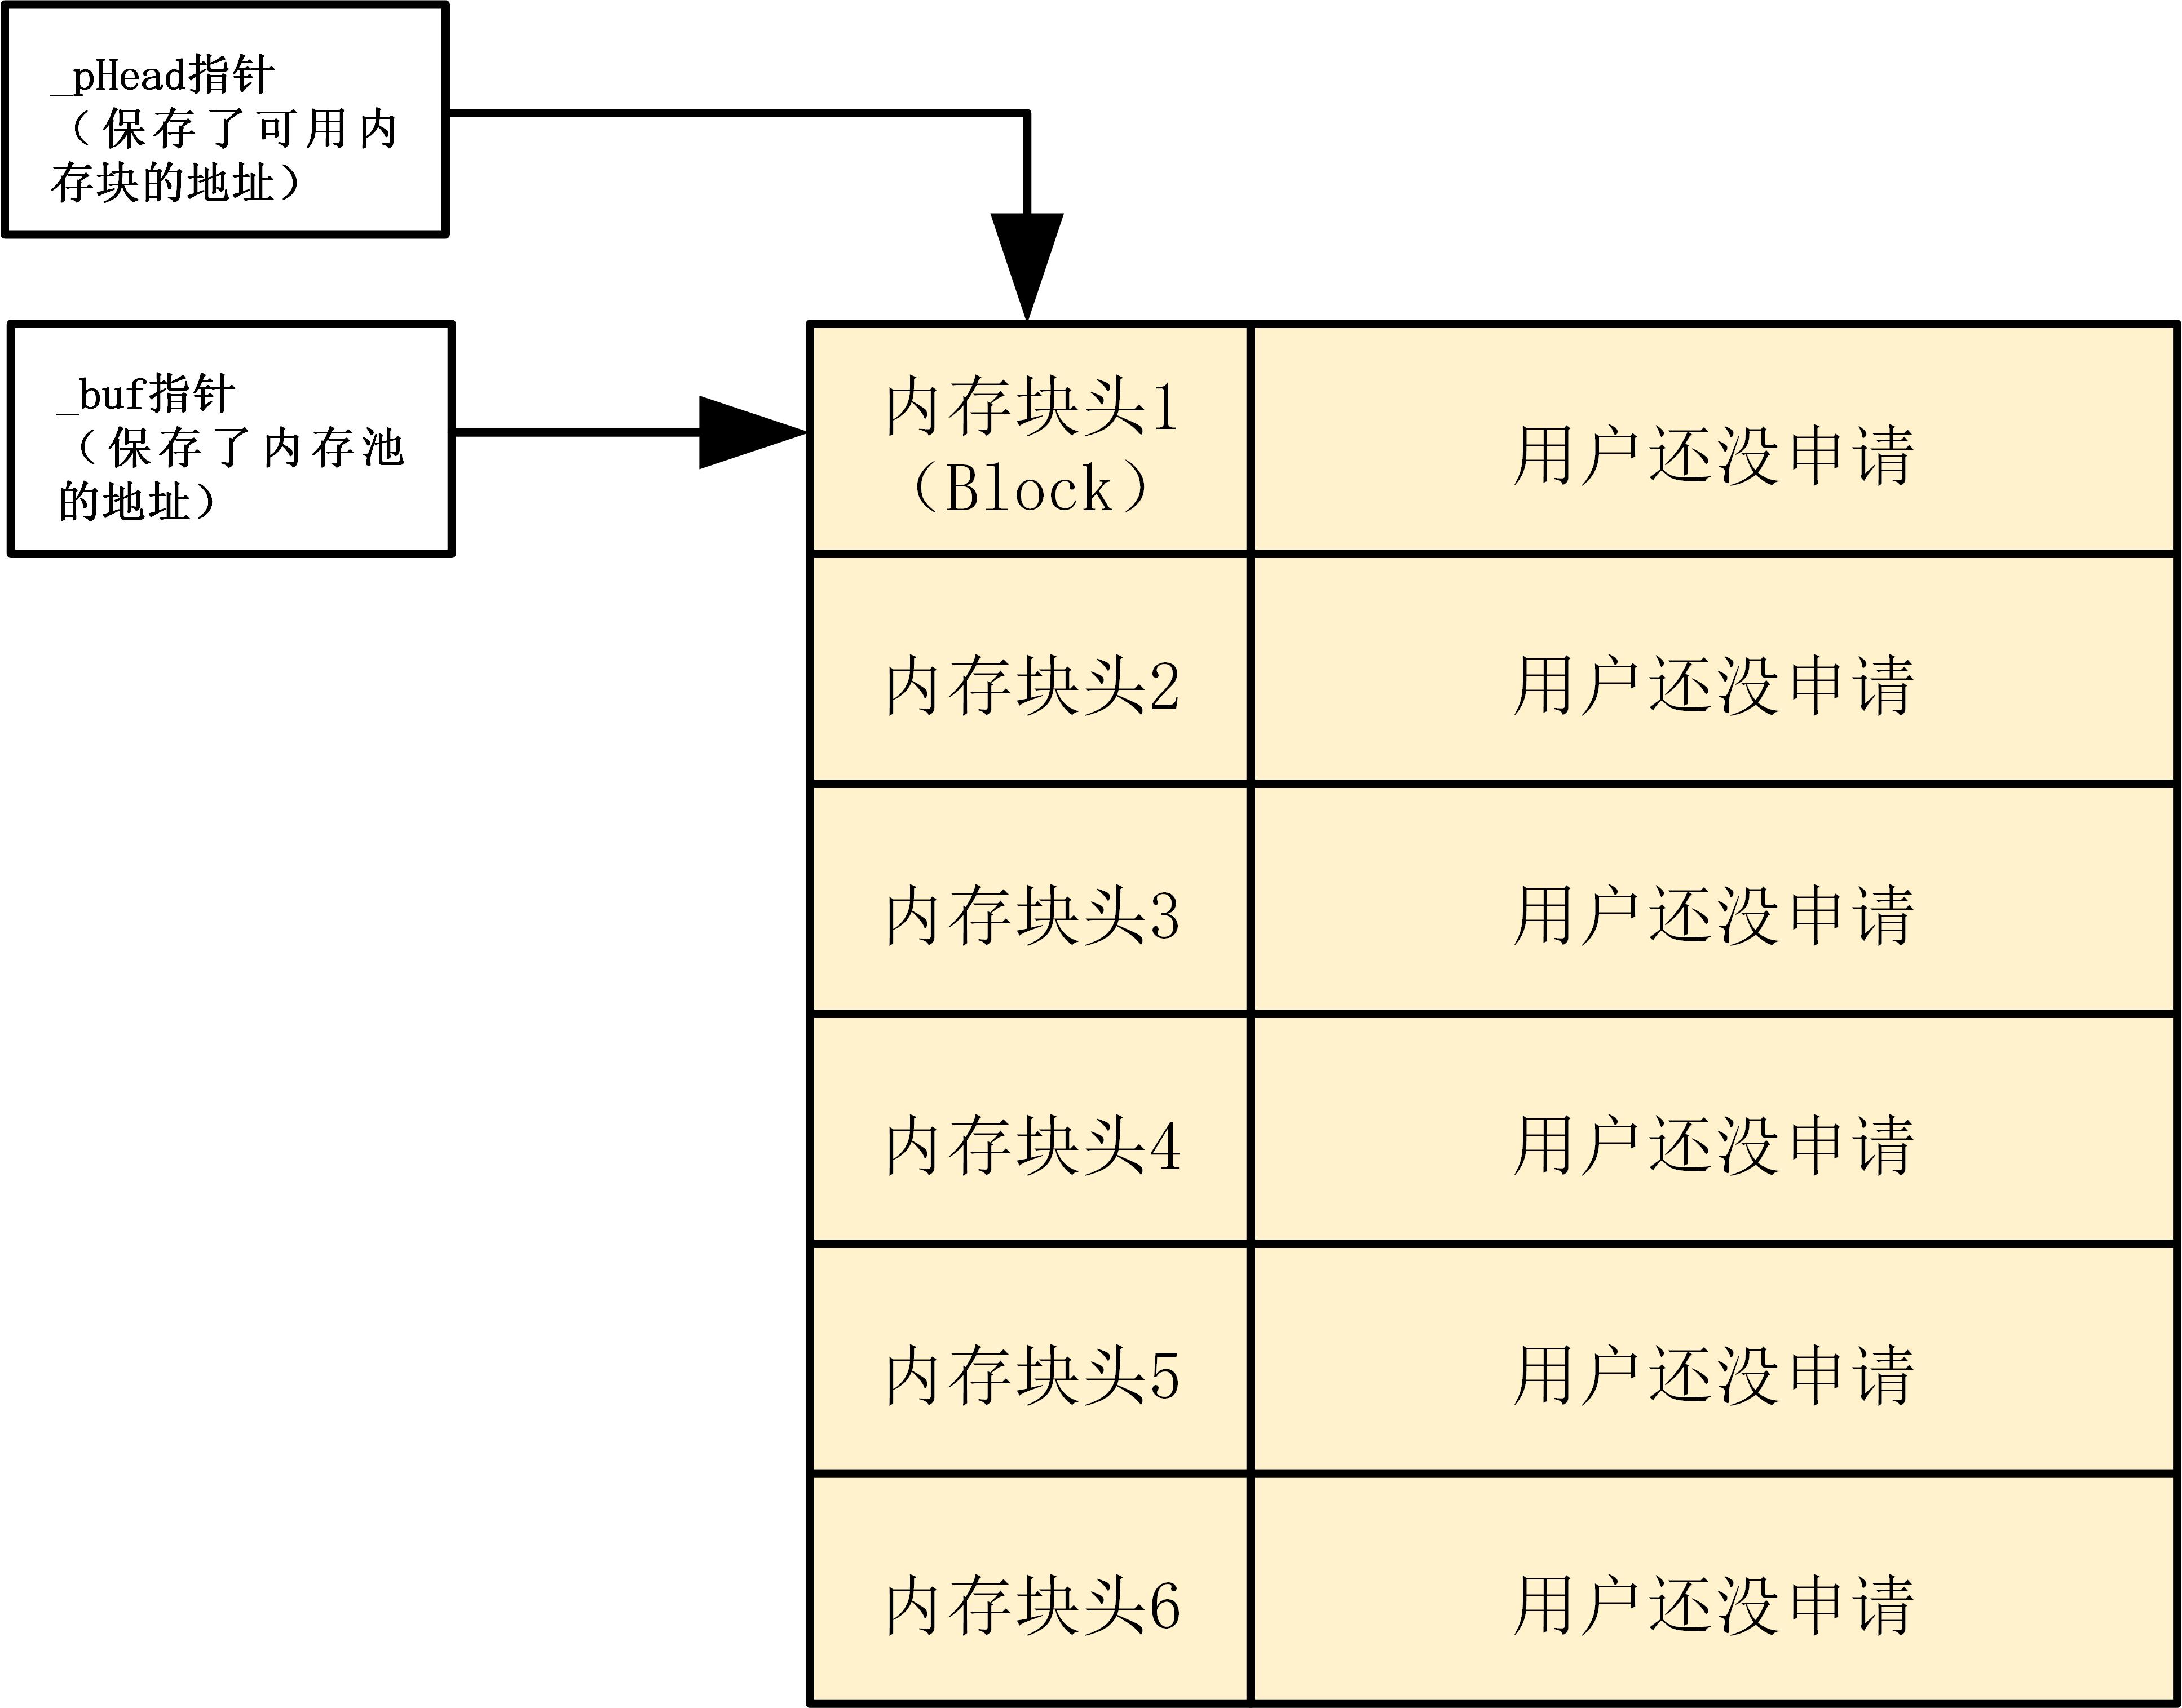 _pHead指针
（保存了可用内
存块的地址）
_buf指针
（保存了内存池
的地址）
内存块头1
（Block）
用户还没申请
内存块头2
用户还没申请
内存块头3
用户还没申请
内存块头4
用户还没申请
内存块头5
用户还没申请
内存块头6
用户还没申请